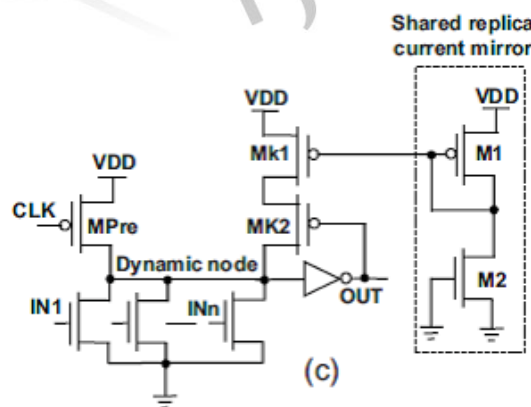 Shared replica
current mirror
VDD
VDD
Mk1
M1
VDD
CLK
MPre
MK2
Dynamic node
M2
IN1
INn
OUT
(c)